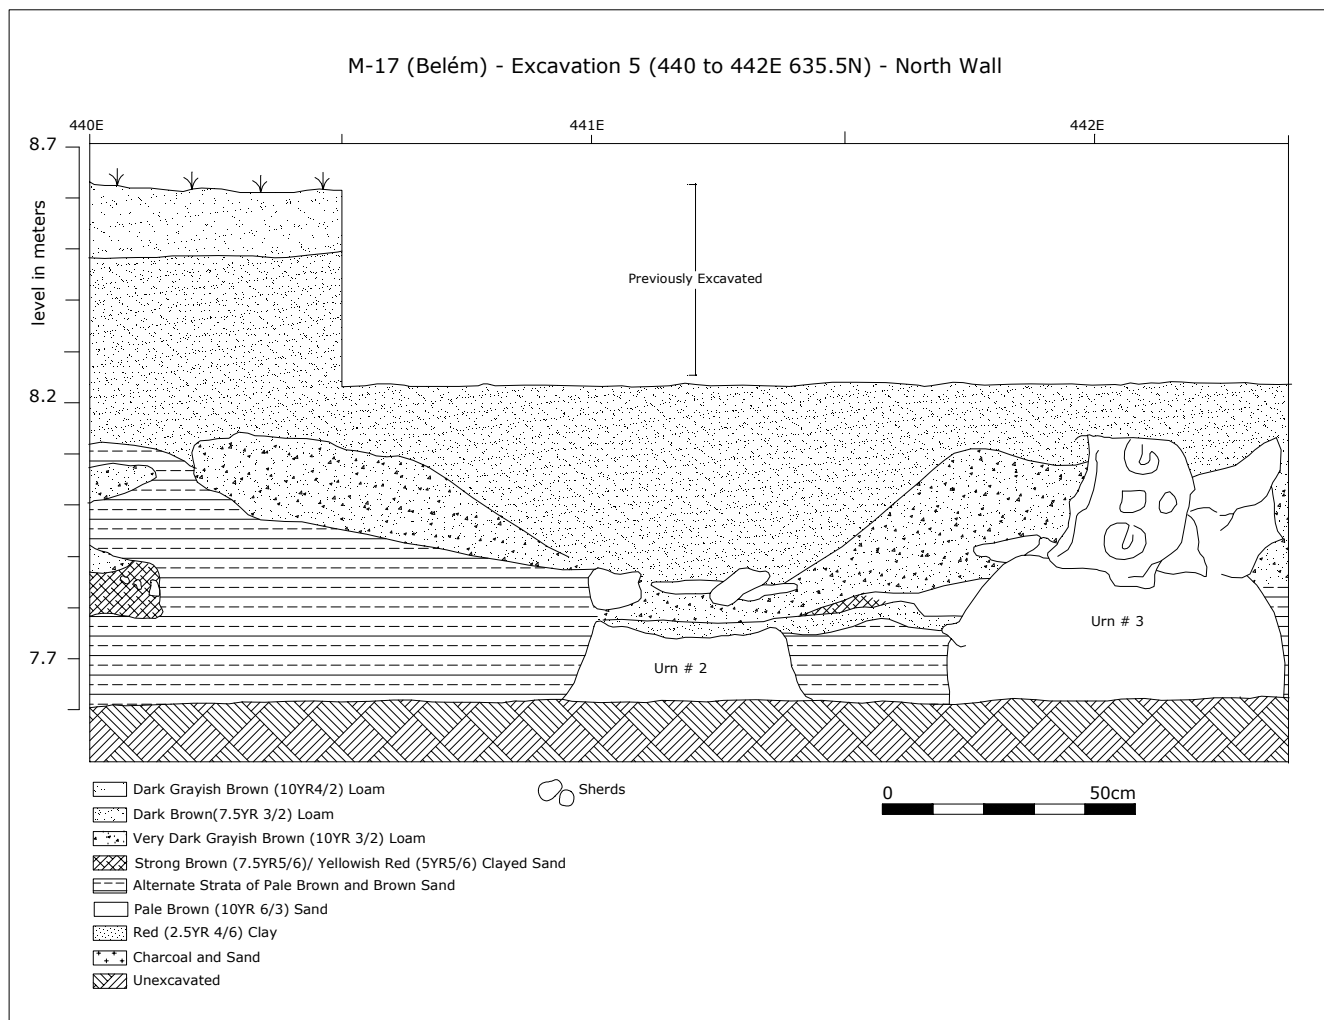 M-17 (Belém) - Excavation 5 (440 to 442E 635.5N) - North Wall
440E 441E 442E
8.7
level in meters
Previously Excavated
8.2
Urn # 3
7.7
Urn # 2
Dark Grayish Brown (10YR4/2) Loam
Sherds
0 50cm
Dark Brown(7.5YR 3/2) Loam
Very Dark Grayish Brown (10YR 3/2) Loam
Strong Brown (7.5YR5/6)/ Yellowish Red (5YR5/6) Clayed Sand
Alternate Strata of Pale Brown and Brown Sand
Pale Brown (10YR 6/3) Sand
Red (2.5YR 4/6) Clay
Charcoal and Sand
Unexcavated